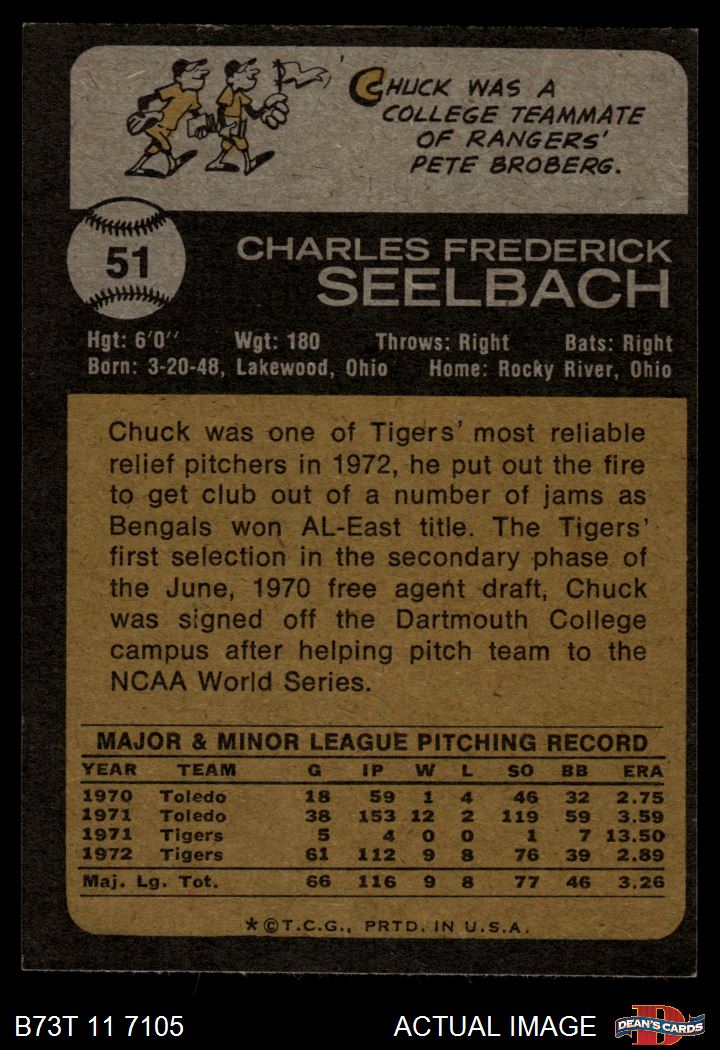 CHUCK WAS A
COLLEGE TEAMMATE
OF RANGERS'
PETE BROBERG.
51
CHARLES FREDERICK
SEELBACH
Hgt: 6'0" Wgt: 180 Throws: Right Bats: Right
Born: 3-20-48, Lakewood, Ohio Home: Rocky River, Ohio
Chuck was one of Tigers' most reliable
relief pitchers in 1972, he put out the fire
to get club out of a number of jams as
Bengals won AL-East title. The Tigers'
first selection in the secondary phase of
the June, 1970 free agent draft, Chuck
was signed off the Dartmouth College
campus after helping pitch team to the
NCAA World Series.
MAJOR & MINOR LEAGUE PITCHING RECORD
YEAR TEAM G IP W L SO BB ERA
1970 Toledo 18 59 1 4 46 32 2.75
1971 Toledo 38 153 12 2 119 59 3.59
1971 Tigers 5 4 0 0 1 7 13.50
1972 Tigers 61 112 9 8 76 39 2.89
Maj. Lg. Tot. 66 116 9 8 77 46 3.26
*©T.C.G., PRTD. IN U.S.A.
B73T 11 7105 ACTUAL IMAGE DEAN'S CARDS